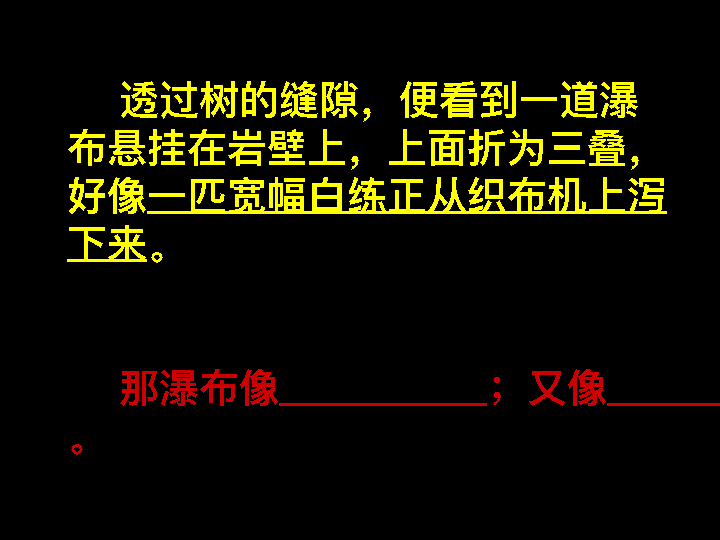 透过树的缝隙，便看到一道瀑
布悬挂在岩壁上，上面折为三叠，
好像一匹宽幅白练正从织布机上泻
下来。
那瀑布像__________；又像______
。